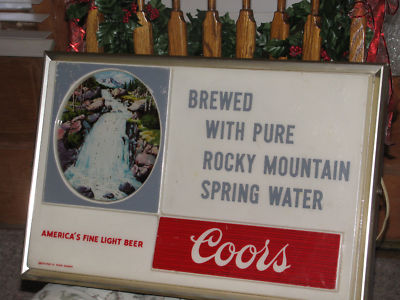 BREWED
WITH PURE
ROCKY MOUNTAIN
SPRING WATER
AMERICA'S FINE LIGHT BEER
Coors